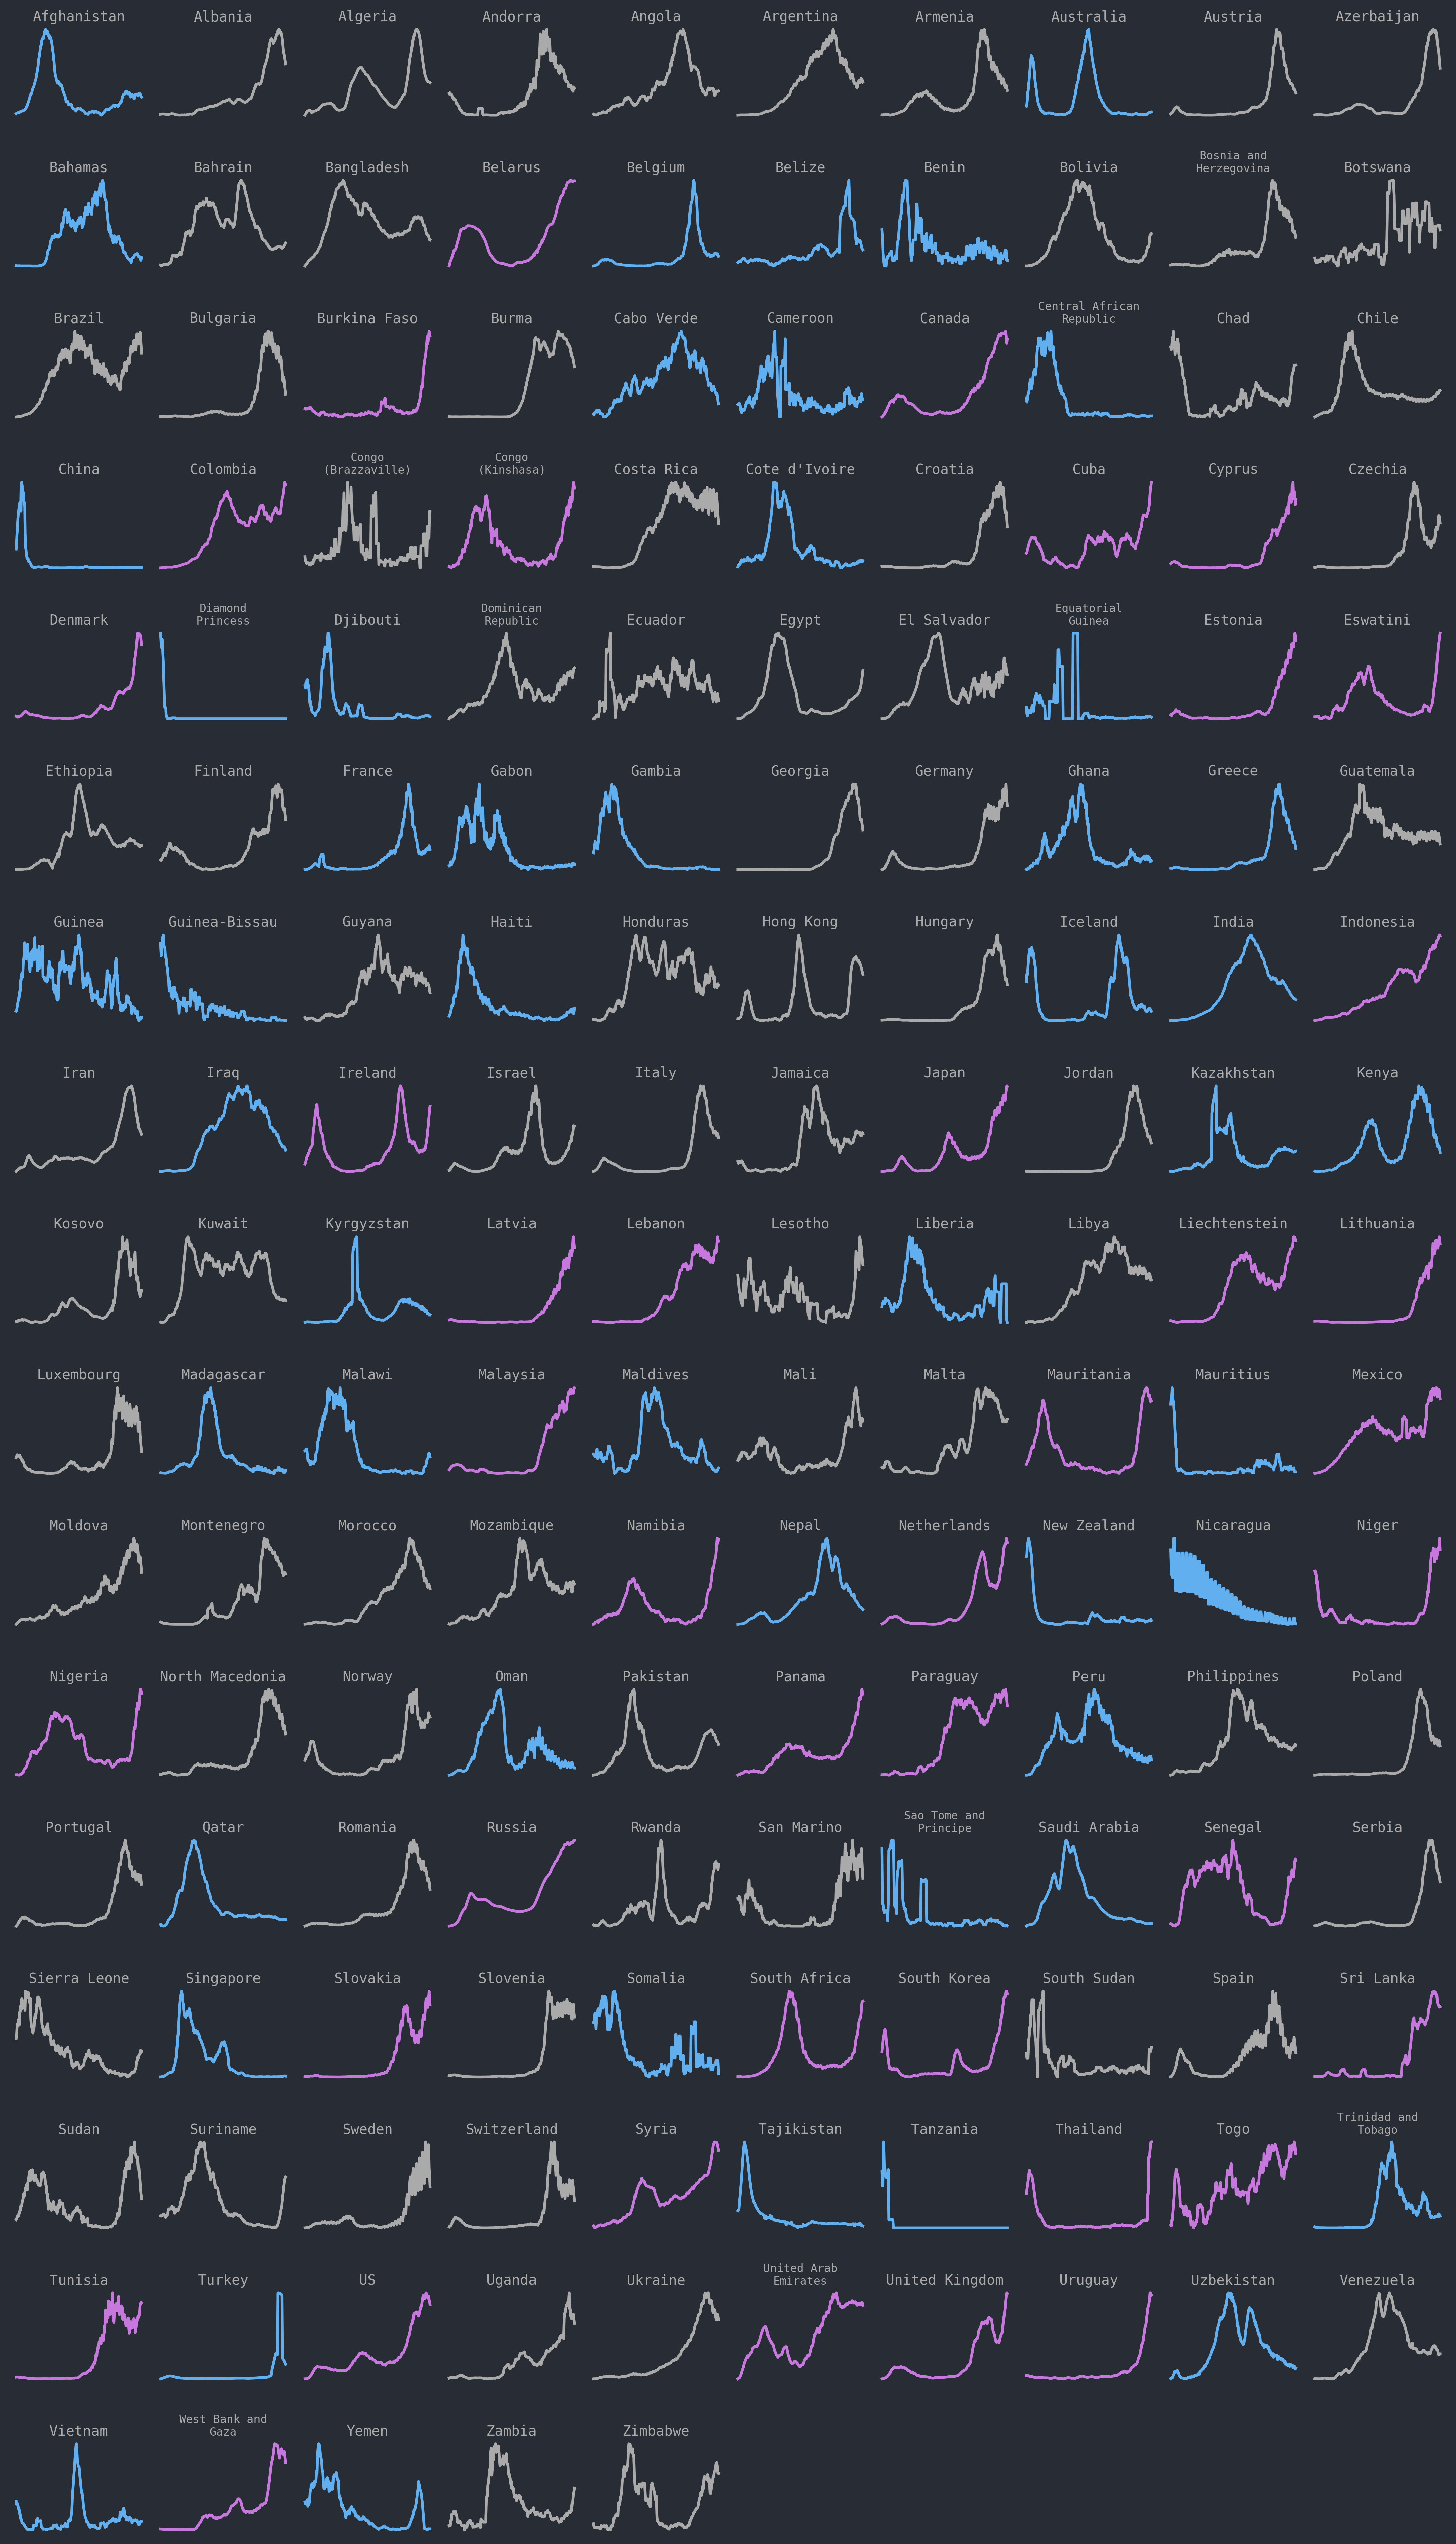 Afghanistan
Albania
Algeria
Andorra
Angola
Argentina
Armenia
Australia
Austria
Azerbaijan
Bahamas
Bahrain
Bangladesh
Belarus
Belgium
Belize
Benin
Bolivia
Bosnia and
Herzegovina
Botswana
Brazil
Bulgaria
Burkina Faso
Burma
Cabo Verde
Cameroon
Canada
Central African
Republic
Chad
Chile
China
Colombia
Congo
(Brazzaville)
Congo
(Kinshasa)
Costa Rica
Cote d'Ivoire
Croatia
Cuba
Cyprus
Czechia
Denmark
Diamond
Princess
Djibouti
Dominican
Republic
Ecuador
Egypt
El Salvador
Equatorial
Guinea
Estonia
Eswatini
Ethiopia
Finland
France
Gabon
Gambia
Georgia
Germany
Ghana
Greece
Guatemala
Guinea
Guinea-Bissau
Guyana
Haiti
Honduras
Hong Kong
Hungary
Iceland
India
Indonesia
Iran
Iraq
Ireland
Israel
Italy
Jamaica
Japan
Jordan
Kazakhstan
Kenya
Kosovo
Kuwait
Kyrgyzstan
Latvia
Lebanon
Lesotho
Liberia
Libya
Liechtenstein
Lithuania
Luxembourg
Madagascar
Malawi
Malaysia
Maldives
Mali
Malta
Mauritania
Mauritius
Mexico
Moldova
Montenegro
Morocco
Mozambique
Namibia
Nepal
Netherlands
New Zealand
Nicaragua
Niger
Nigeria
North Macedonia
Norway
Oman
Pakistan
Panama
Paraguay
Peru
Philippines
Poland
Portugal
Qatar
Romania
Russia
Rwanda
San Marino
Sao Tome and
Principe
Saudi Arabia
Senegal
Serbia
Sierra Leone
Singapore
Slovakia
Slovenia
Somalia
South Africa
South Korea
South Sudan
Spain
Sri Lanka
Sudan
Suriname
Sweden
Switzerland
Syria
Tajikistan
Tanzania
Thailand
Togo
Trinidad and
Tobago
Tunisia
Turkey
US
Uganda
Ukraine
United Arab
Emirates
United Kingdom
Uruguay
Uzbekistan
Venezuela
Vietnam
West Bank and
Gaza
Yemen
Zambia
Zimbabwe